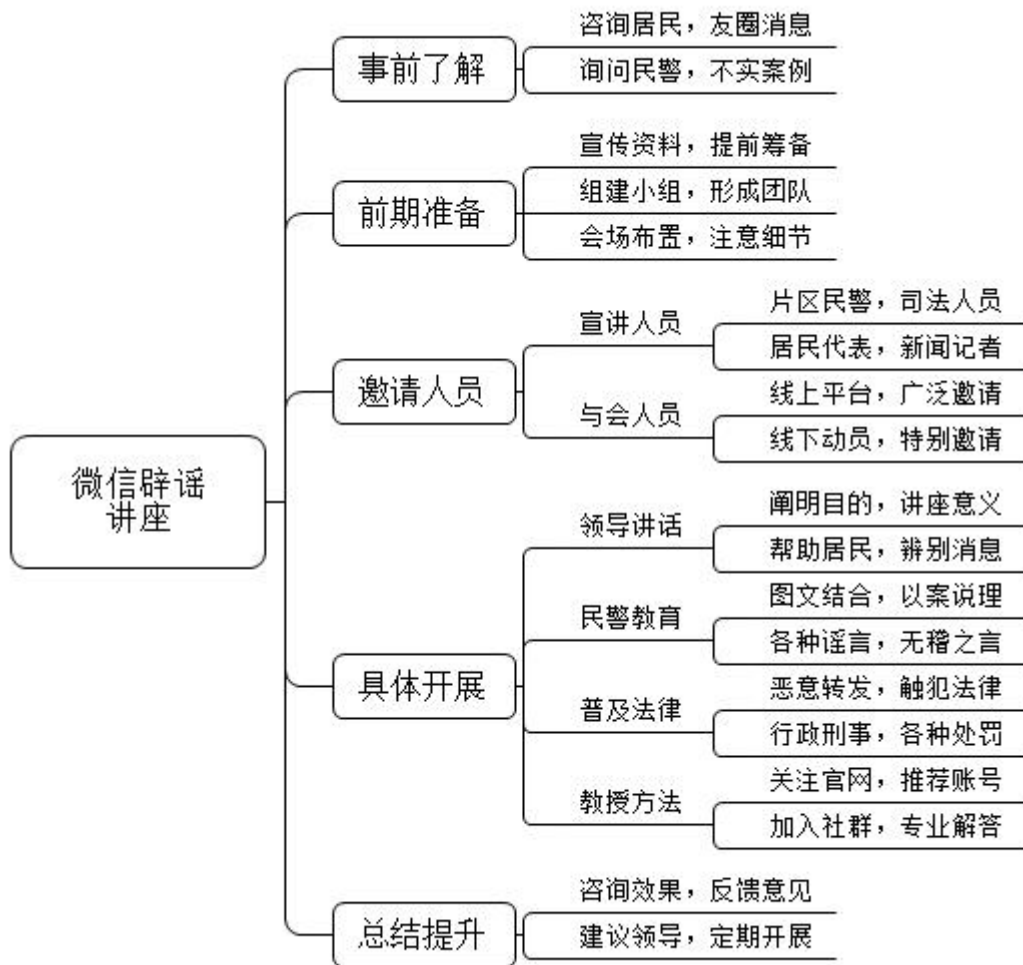 微信辟谣
讲座
事前了解
咨询居民，友圈消息
询问民警，不实案例
前期准备
宣传资料，提前筹备
组建小组，形成团队
会场布置，注意细节
邀请人员
宣讲人员
片区民警，司法人员
居民代表，新闻记者
与会人员
线上平台，广泛邀请
线下动员，特别邀请
具体开展
领导讲话
阐明目的，讲座意义
帮助居民，辨别消息
民警教育
图文结合，以案说理
各种谣言，无稽之言
普及法律
恶意转发，触犯法律
行政刑事，各种处罚
教授方法
关注官网，推荐账号
加入社群，专业解答
总结提升
咨询效果，反馈意见
建议领导，定期开展